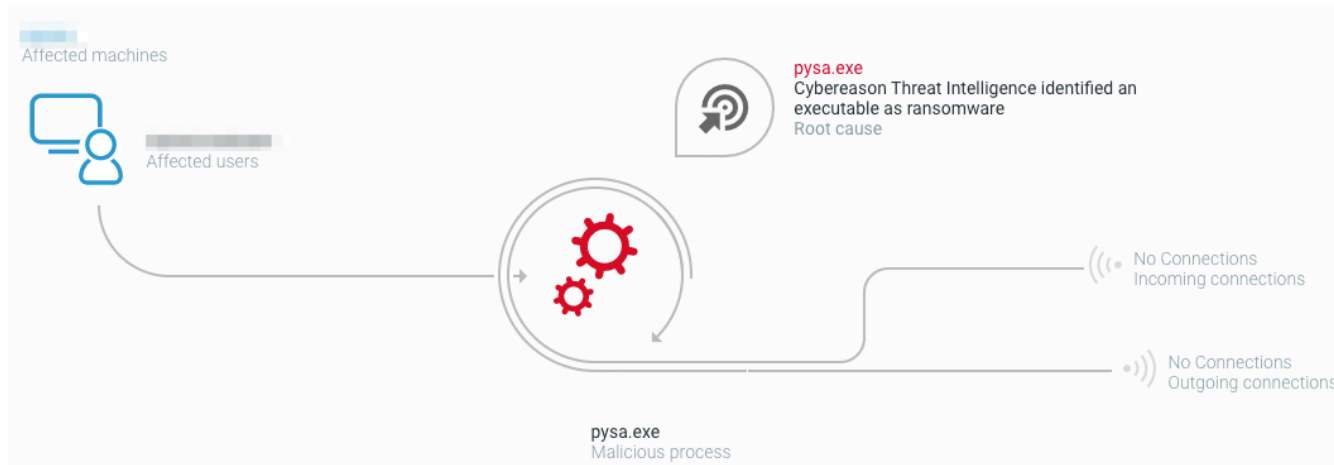 Affected machines
Affected users
pysa.exe
Cybereason Threat Intelligence identified an
executable as ransomware
Root cause
No Connections
Incoming connections
No Connections
Outgoing connections
pysa.exe
Malicious process